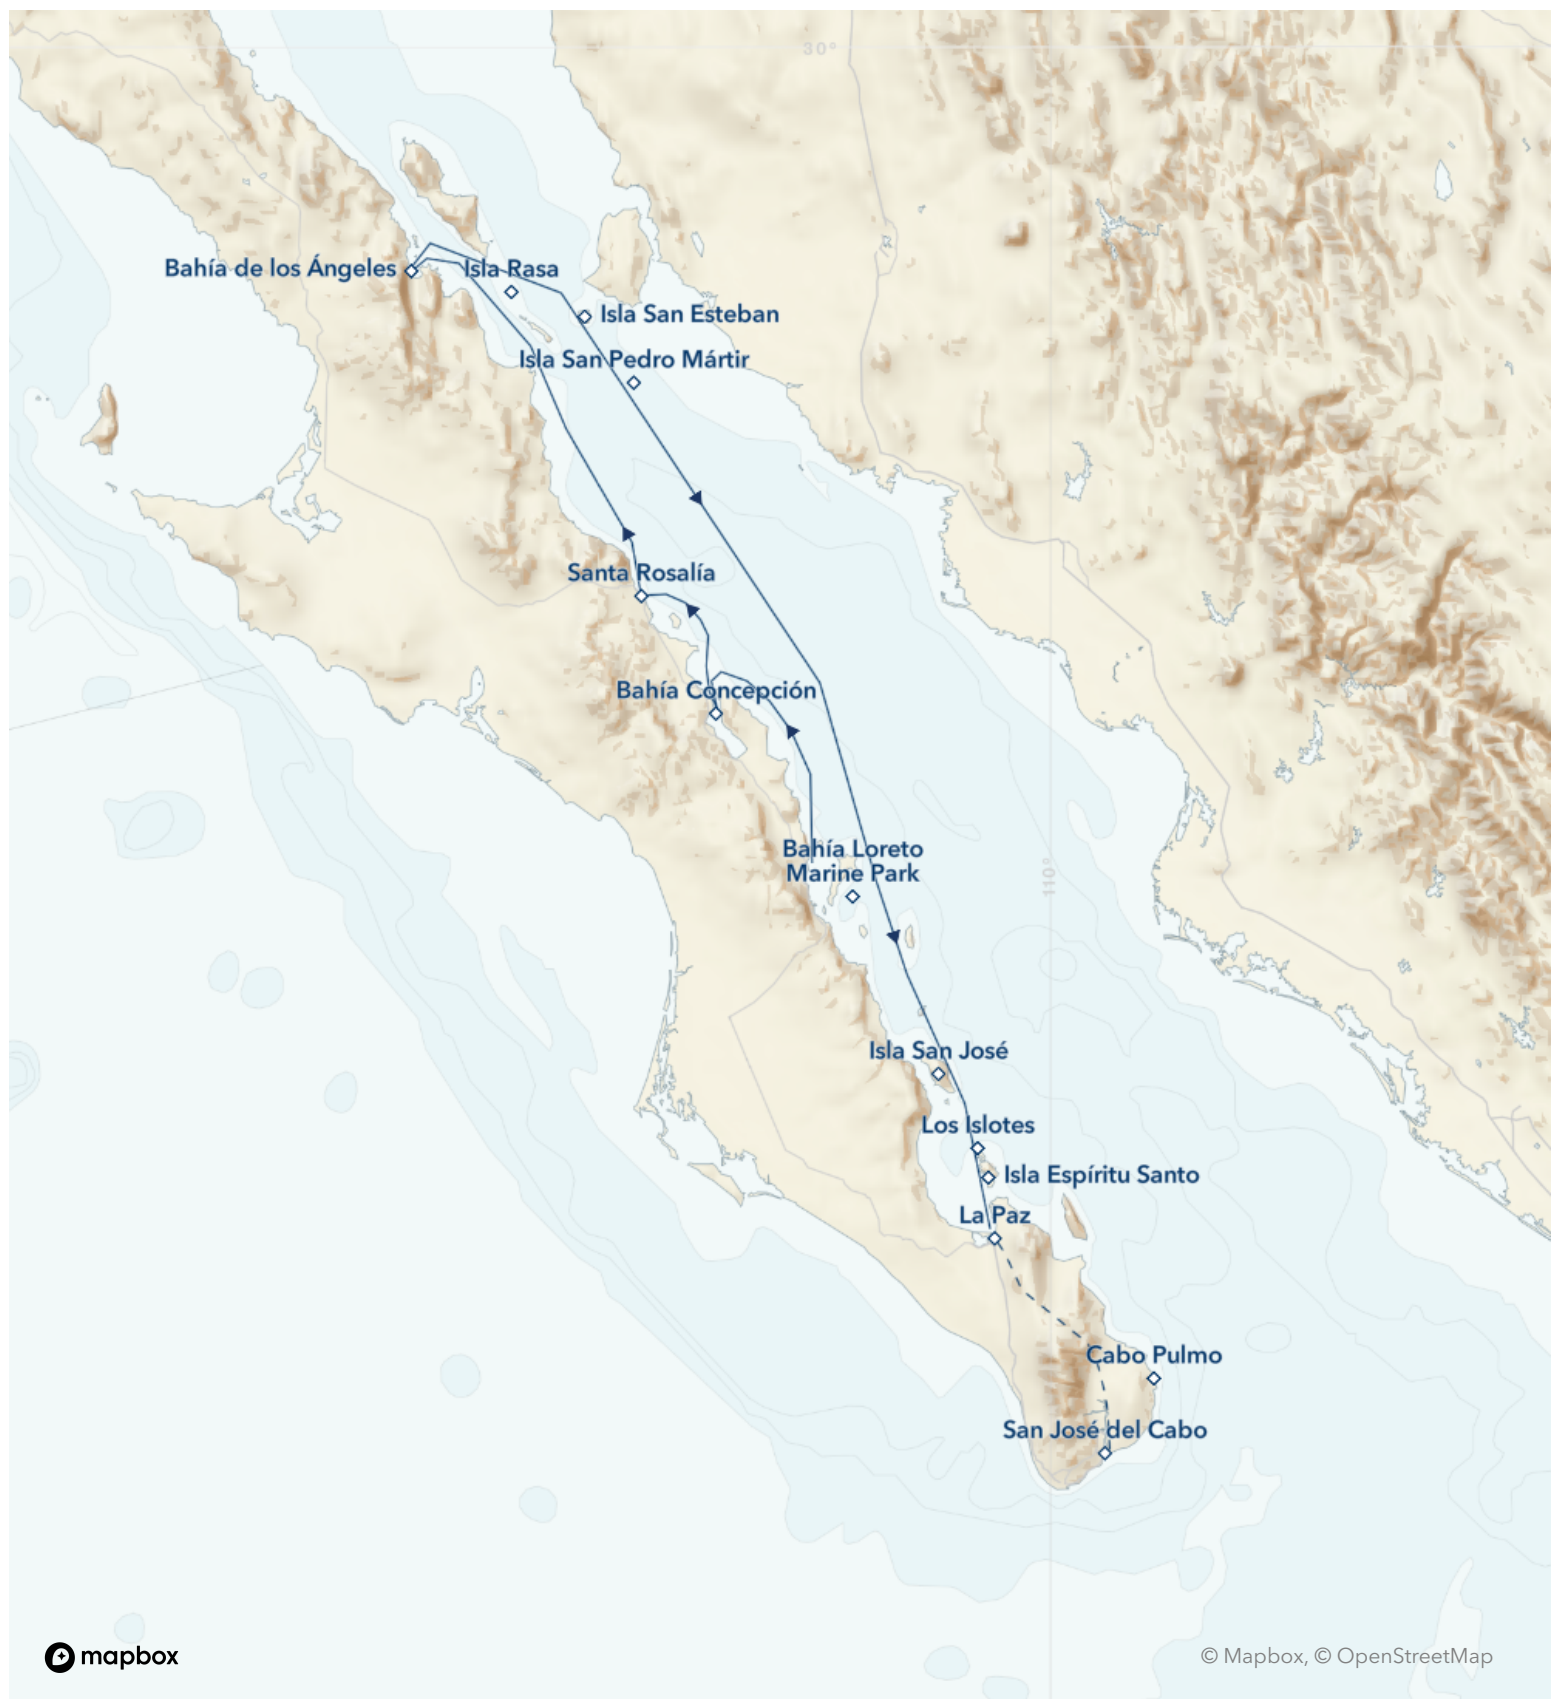 30°
Bahía de los Ángeles
Isla Rasa
Isla San Esteban
Isla San Pedro Mártir
Santa Rosalía
Bahía Concepción
Bahía Loreto
Marine Park
110°
Isla San José
Los Islotes
Isla Espíritu Santo
La Paz
Cabo Pulmo
San José del Cabo
mapbox
© Mapbox, © OpenStreetMap